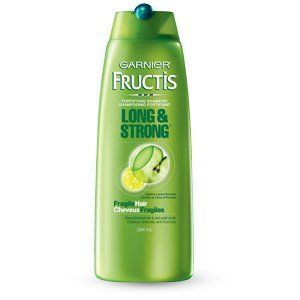 GARNIER
FRUCTIS
FORTIFYING SHAMPOO
SHAMPOOING FORTIFIANT
LONG &
STRONG
Fragile Hair
Cheveux Fragiles
384 mL